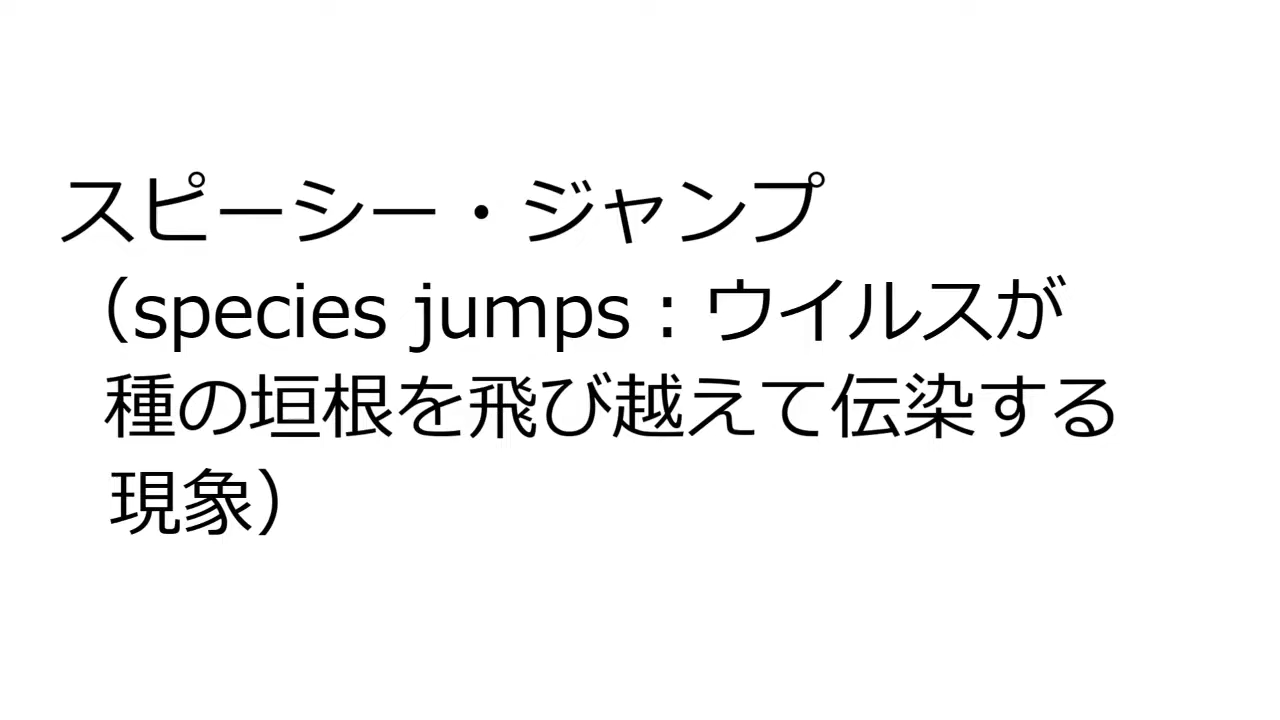 スピーシー・ジャンプ
（species jumps：ウイルスが
種の垣根を飛び越えて伝染する
現象）